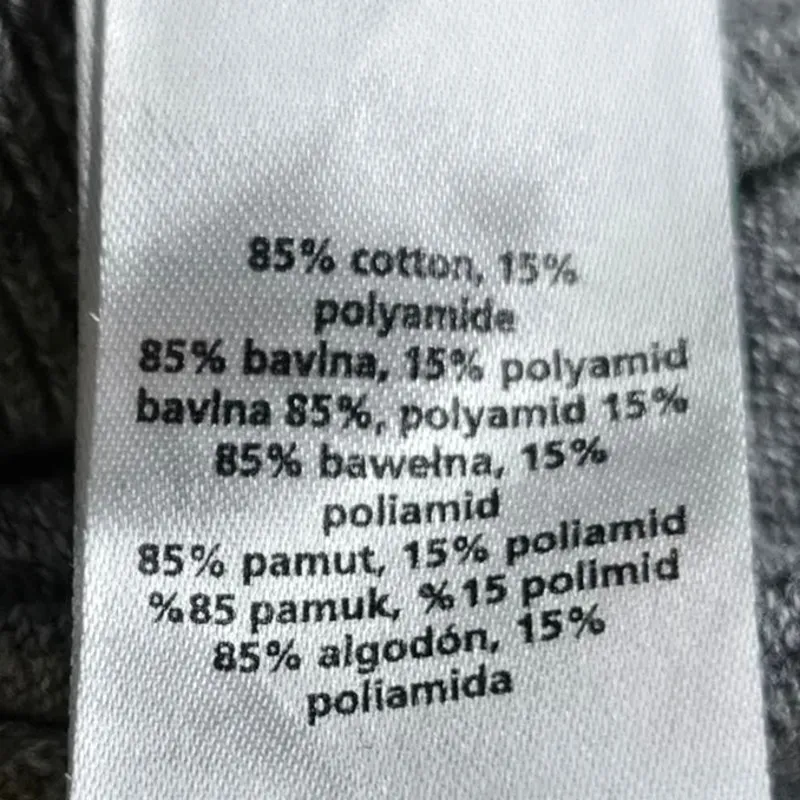 85% cotton, 15%
polyamide
85% bavlna, 15% polyamid
bavlna 85%, polyamid 15%
85% bawełna, 15%
poliamid
85% pamut, 15% poliamid
%85 pamuk, %15 polimid
85% algodón, 15%
poliamida